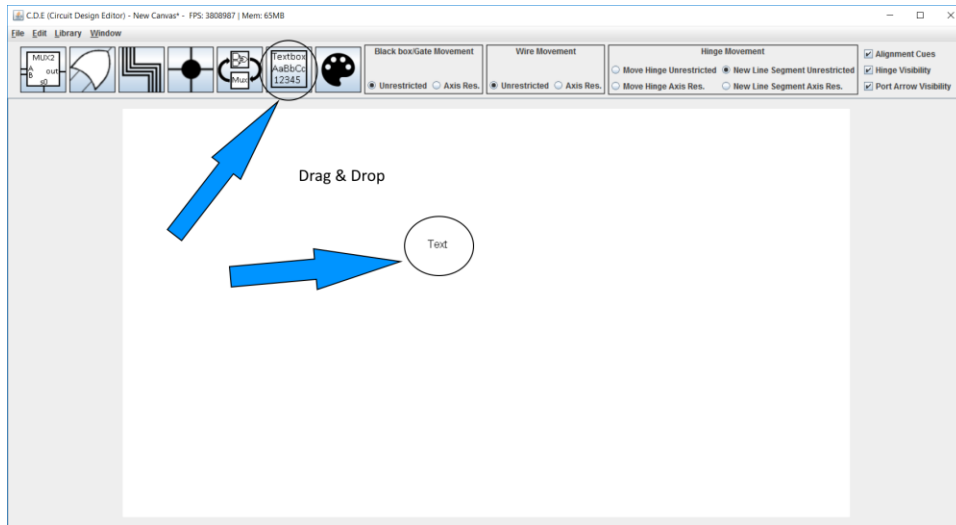 C.D.E (Circuit Design Editor) - New Canvas* - FPS: 3808987 | Mem: 65MB
File Edit Library Window
MUX2
A
B
out
s0
Mux
Textbox
AaBbCc
12345
Black box/Gate Movement
Unrestricted Axis Res.
Wire Movement
Unrestricted Axis Res.
Hinge Movement
Move Hinge Unrestricted New Line Segment Unrestricted
Move Hinge Axis Res. New Line Segment Axis Res.
Alignment Cues
Hinge Visibility
Port Arrow Visibility
Drag & Drop
Text